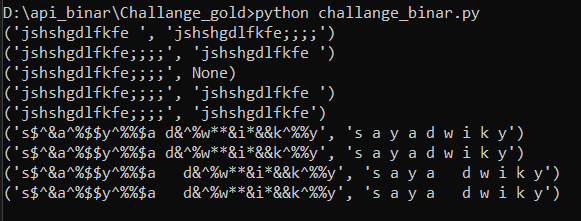 D:\api_binar\Challange_gold>python challange_binar.py
('jshshgdlfkfe ', 'jshshgdlfkfe;;;;')
('jshshgdlfkfe;;;;', 'jshshgdlfkfe ')
('jshshgdlfkfe;;;;', None)
('jshshgdlfkfe;;;;', 'jshshgdlfkfe ')
('jshshgdlfkfe;;;;', 'jshshgdlfkfe')
('s$^&a^%$$y^%%$a d&^%w**&i*&&k^%%y', 's a y a d w i k y')
('s$^&a^%$$y^%%$a d&^%w**&i*&&k^%%y', 's a y a d w i k y')
('s$^&a^%$$y^%%$a   d&^%w**&i*&&k^%%y', 's a y a   d w i k y')
('s$^&a^%$$y^%%$a   d&^%w**&i*&&k^%%y', 's a y a   d w i k y')